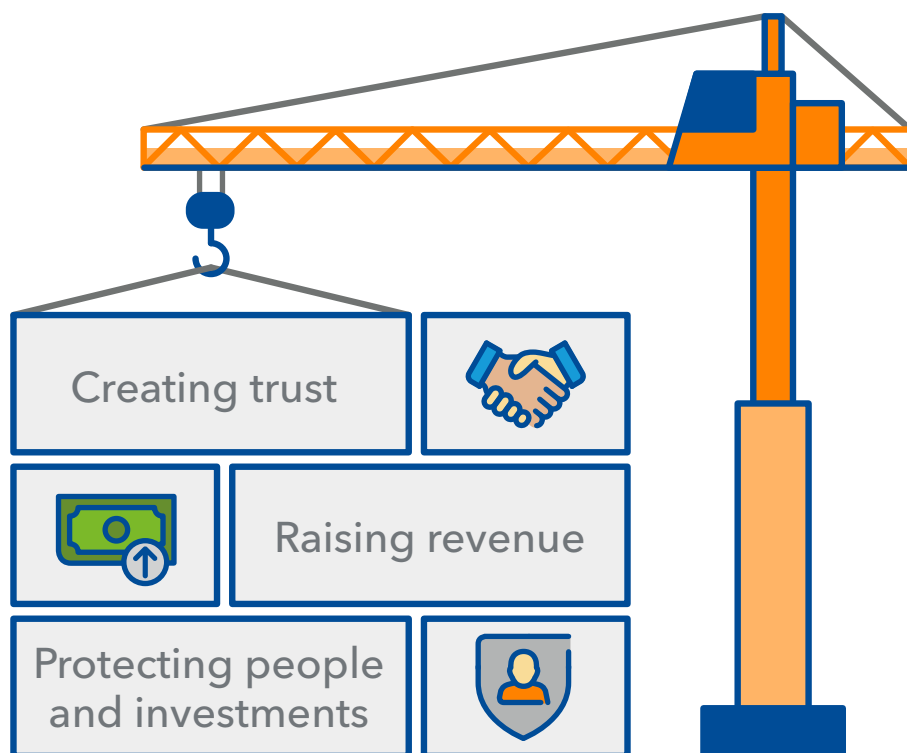 Creating trust
Raising revenue
Protecting people
and investments